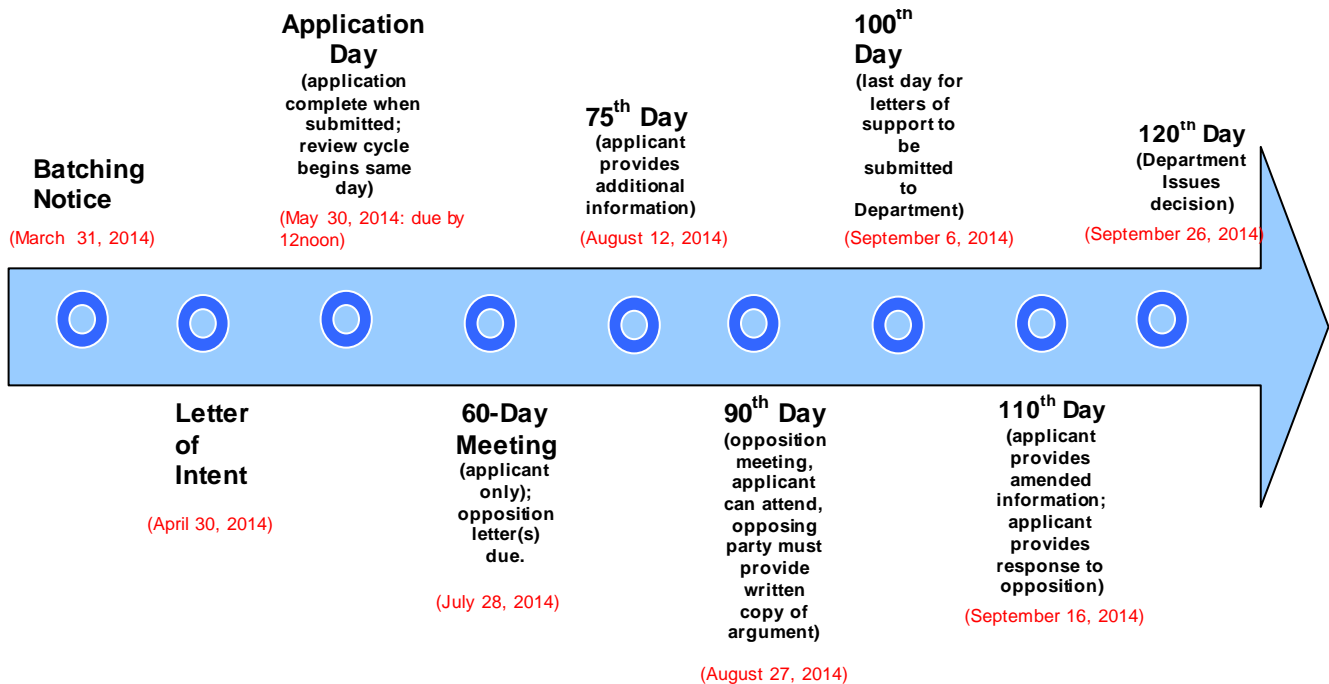 Batching
Notice
(March 31, 2014)
Letter
of
Intent
(April 30, 2014)
Application
Day
(application
complete when
submitted;
review cycle
begins same
day)
(May 30, 2014: due by
12noon)
60-Day
Meeting
(applicant
only);
opposition
letter(s)
due.
(July 28, 2014)
75th Day
(applicant
provides
additional
information)
(August 12, 2014)
90th Day
(opposition
meeting,
applicant
can attend,
opposing
party must
provide
written
copy of
argument)
(August 27, 2014)
100th
Day
(last day for
letters of
support to
be
submitted
to
Department)
(September 6, 2014)
110th Day
(applicant
provides
amended
information;
applicant
provides
response to
opposition)
(September 16, 2014)
120th Day
(Department
Issues
decision)
(September 26, 2014)